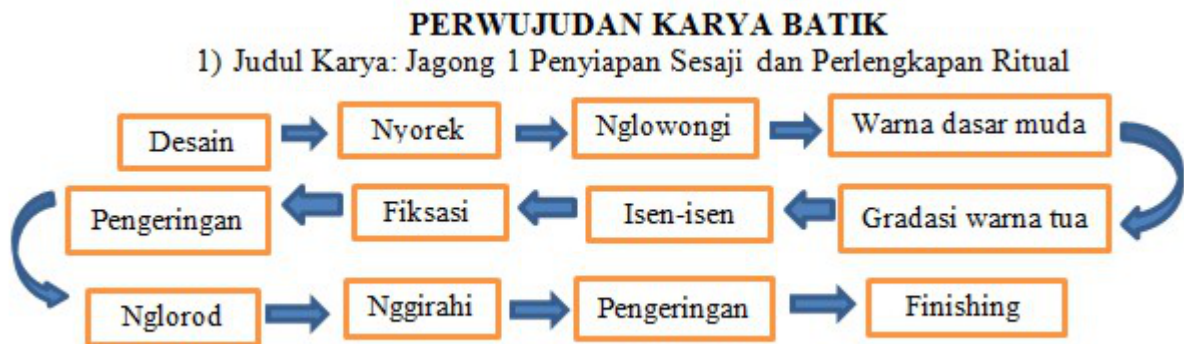 PERWUJUDAN KARYA BATIK
1) Judul Karya: Jagong 1 Penyiapan Sesaji dan Perlengkapan Ritual
Desain
Nyorek
Nglowongi
Warna dasar muda
Gradasi warna tua
Isen-isen
Fiksasi
Pengeringan
Nglorod
Nggirahi
Pengeringan
Finishing